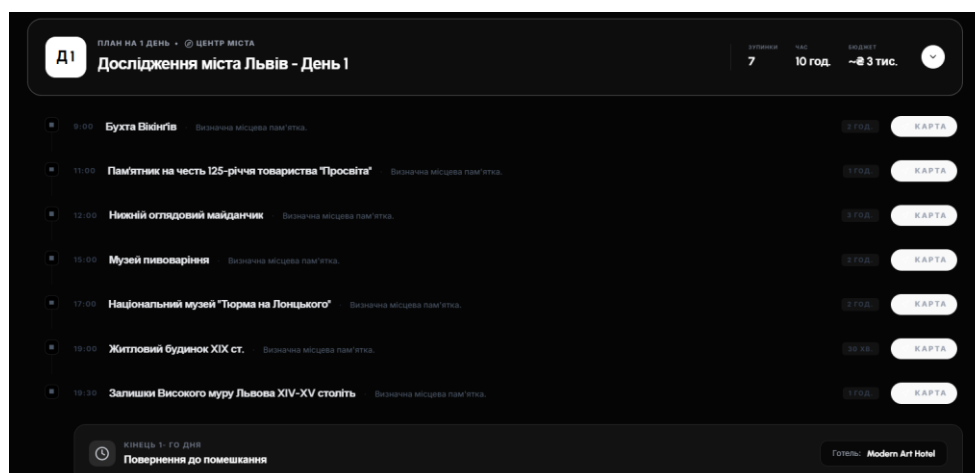 Д1
ПЛАН НА 1 ДЕНЬ • ЦЕНТР МІСТА
Дослідження міста Львів - День 1
ЗУПИНКИ
7
ЧАС
10 год.
БЮДЖЕТ
~₴ 3 тис.
9:00 Бухта Вікінґів Визначна місцева пам'ятка. 2 ГОД. КАРТА
11:00 Пам'ятник на честь 125-річчя товариства "Просвіта" Визначна місцева пам'ятка. 1 ГОД. КАРТА
12:00 Нижній оглядовий майданчик Визначна місцева пам'ятка. 3 ГОД. КАРТА
15:00 Музей пивоваріння Визначна місцева пам'ятка. 2 ГОД. КАРТА
17:00 Національний музей "Тюрма на Лонцького" Визначна місцева пам'ятка. 2 ГОД. КАРТА
19:00 Житловий будинок XIX ст. Визначна місцева пам'ятка. 30 ХВ. КАРТА
19:30 Залишки Високого муру Львова XIV-XV століть Визначна місцева пам'ятка. 1 ГОД. КАРТА
КІНЕЦЬ 1- ГО ДНЯ
Повернення до помешкання
Готель: Modern Art Hotel